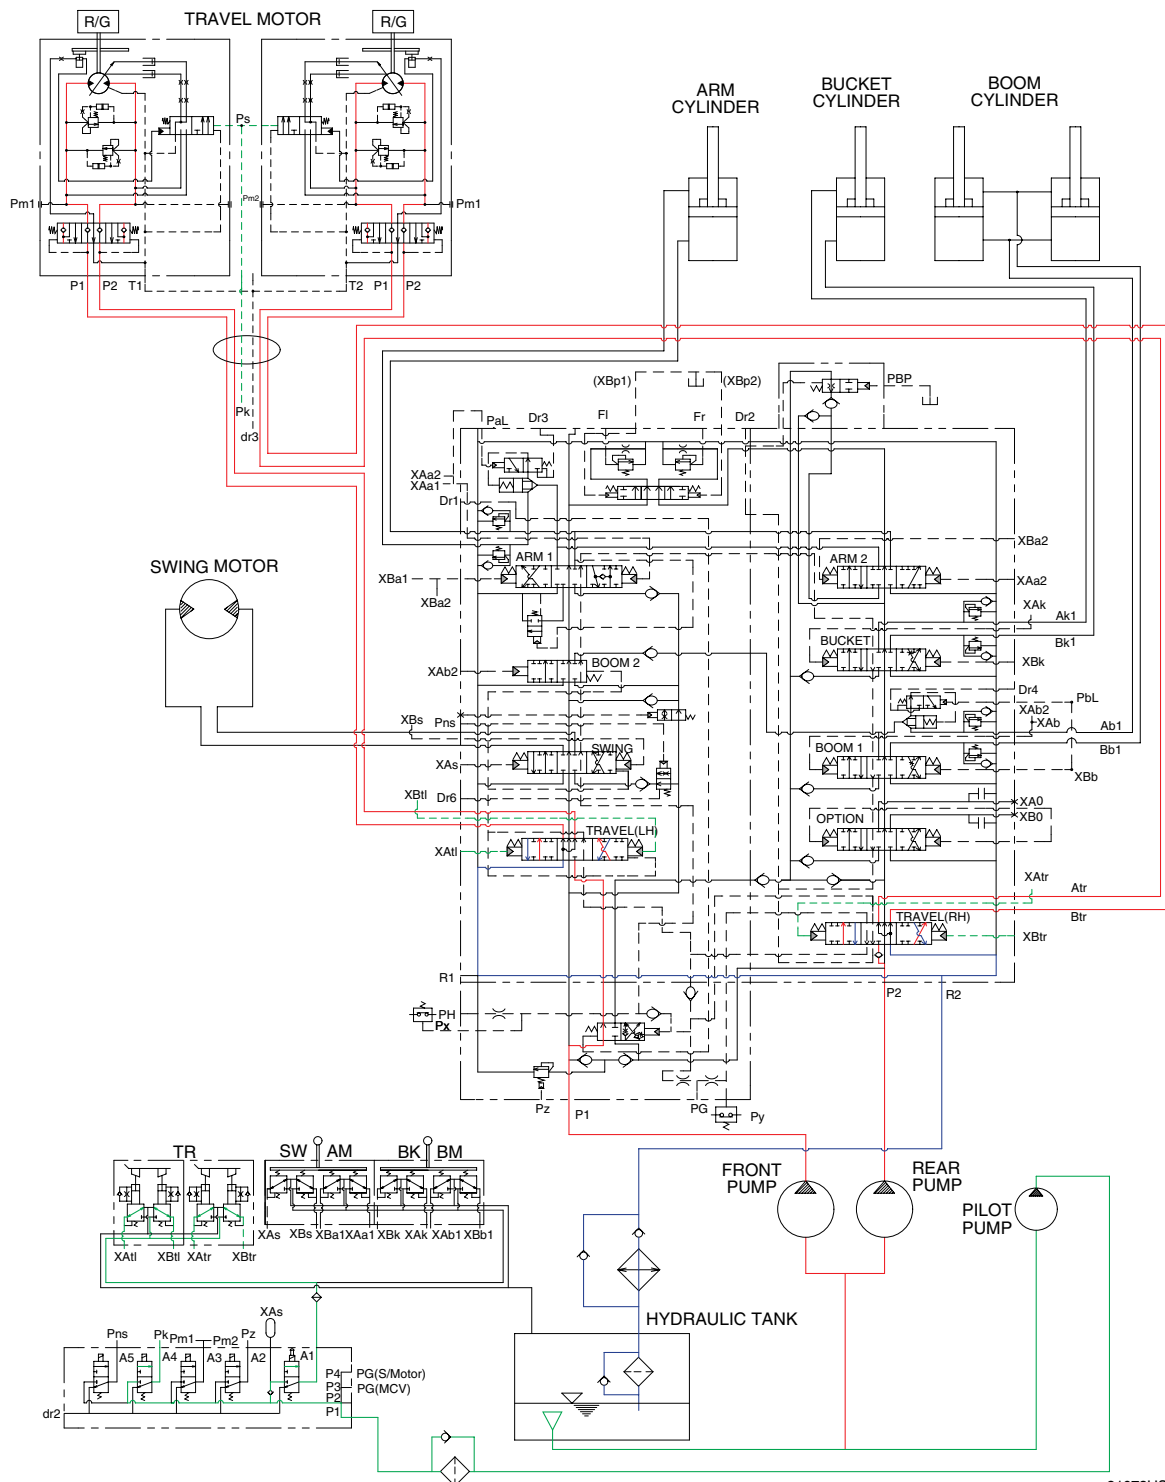 R/G
TRAVEL MOTOR
R/G
ARM
CYLINDER
BUCKET
CYLINDER
BOOM
CYLINDER
Ps
Pm1
Pm2
Pm1
P1 P2 T1
T2 P1 P2
Pk
dr3
(XBp1)
(XBp2)
PBP
PaL
Dr3
Fl
Fr
Dr2
XAa2
XAa1
Dr1
XBa2
SWING MOTOR
ARM 1
ARM 2
XBa1
XBa2
XAa2
XAk
Ak1
BUCKET
Bk1
XAb2
BOOM 2
XBk
Dr4
PbL
XBs
Pns
XAb2
XAb
Ab1
SWING
BOOM 1
Bb1
XAs
XBb
XBtl
Dr6
XA0
XB0
OPTION
TRAVEL(LH)
XAtl
XAtr
Atr
TRAVEL(RH)
Btr
XBtr
R1
P2
R2
PH
Px
Pz
P1
PG
Py
TR
SW AM
BK BM
FRONT
PUMP
REAR
PUMP
PILOT
PUMP
XAs
XBs
XBa1
XAa1
XBk
XAk
XAb1
XBb1
XAtl
XBtl
XAtr
XBtr
HYDRAULIC TANK
XAs
Pns
Pk
Pm1
Pm2
Pz
A5
A4
A3
A2
A1
P4
PG(S/Motor)
P3
PG(MCV)
P2
P1
dr2